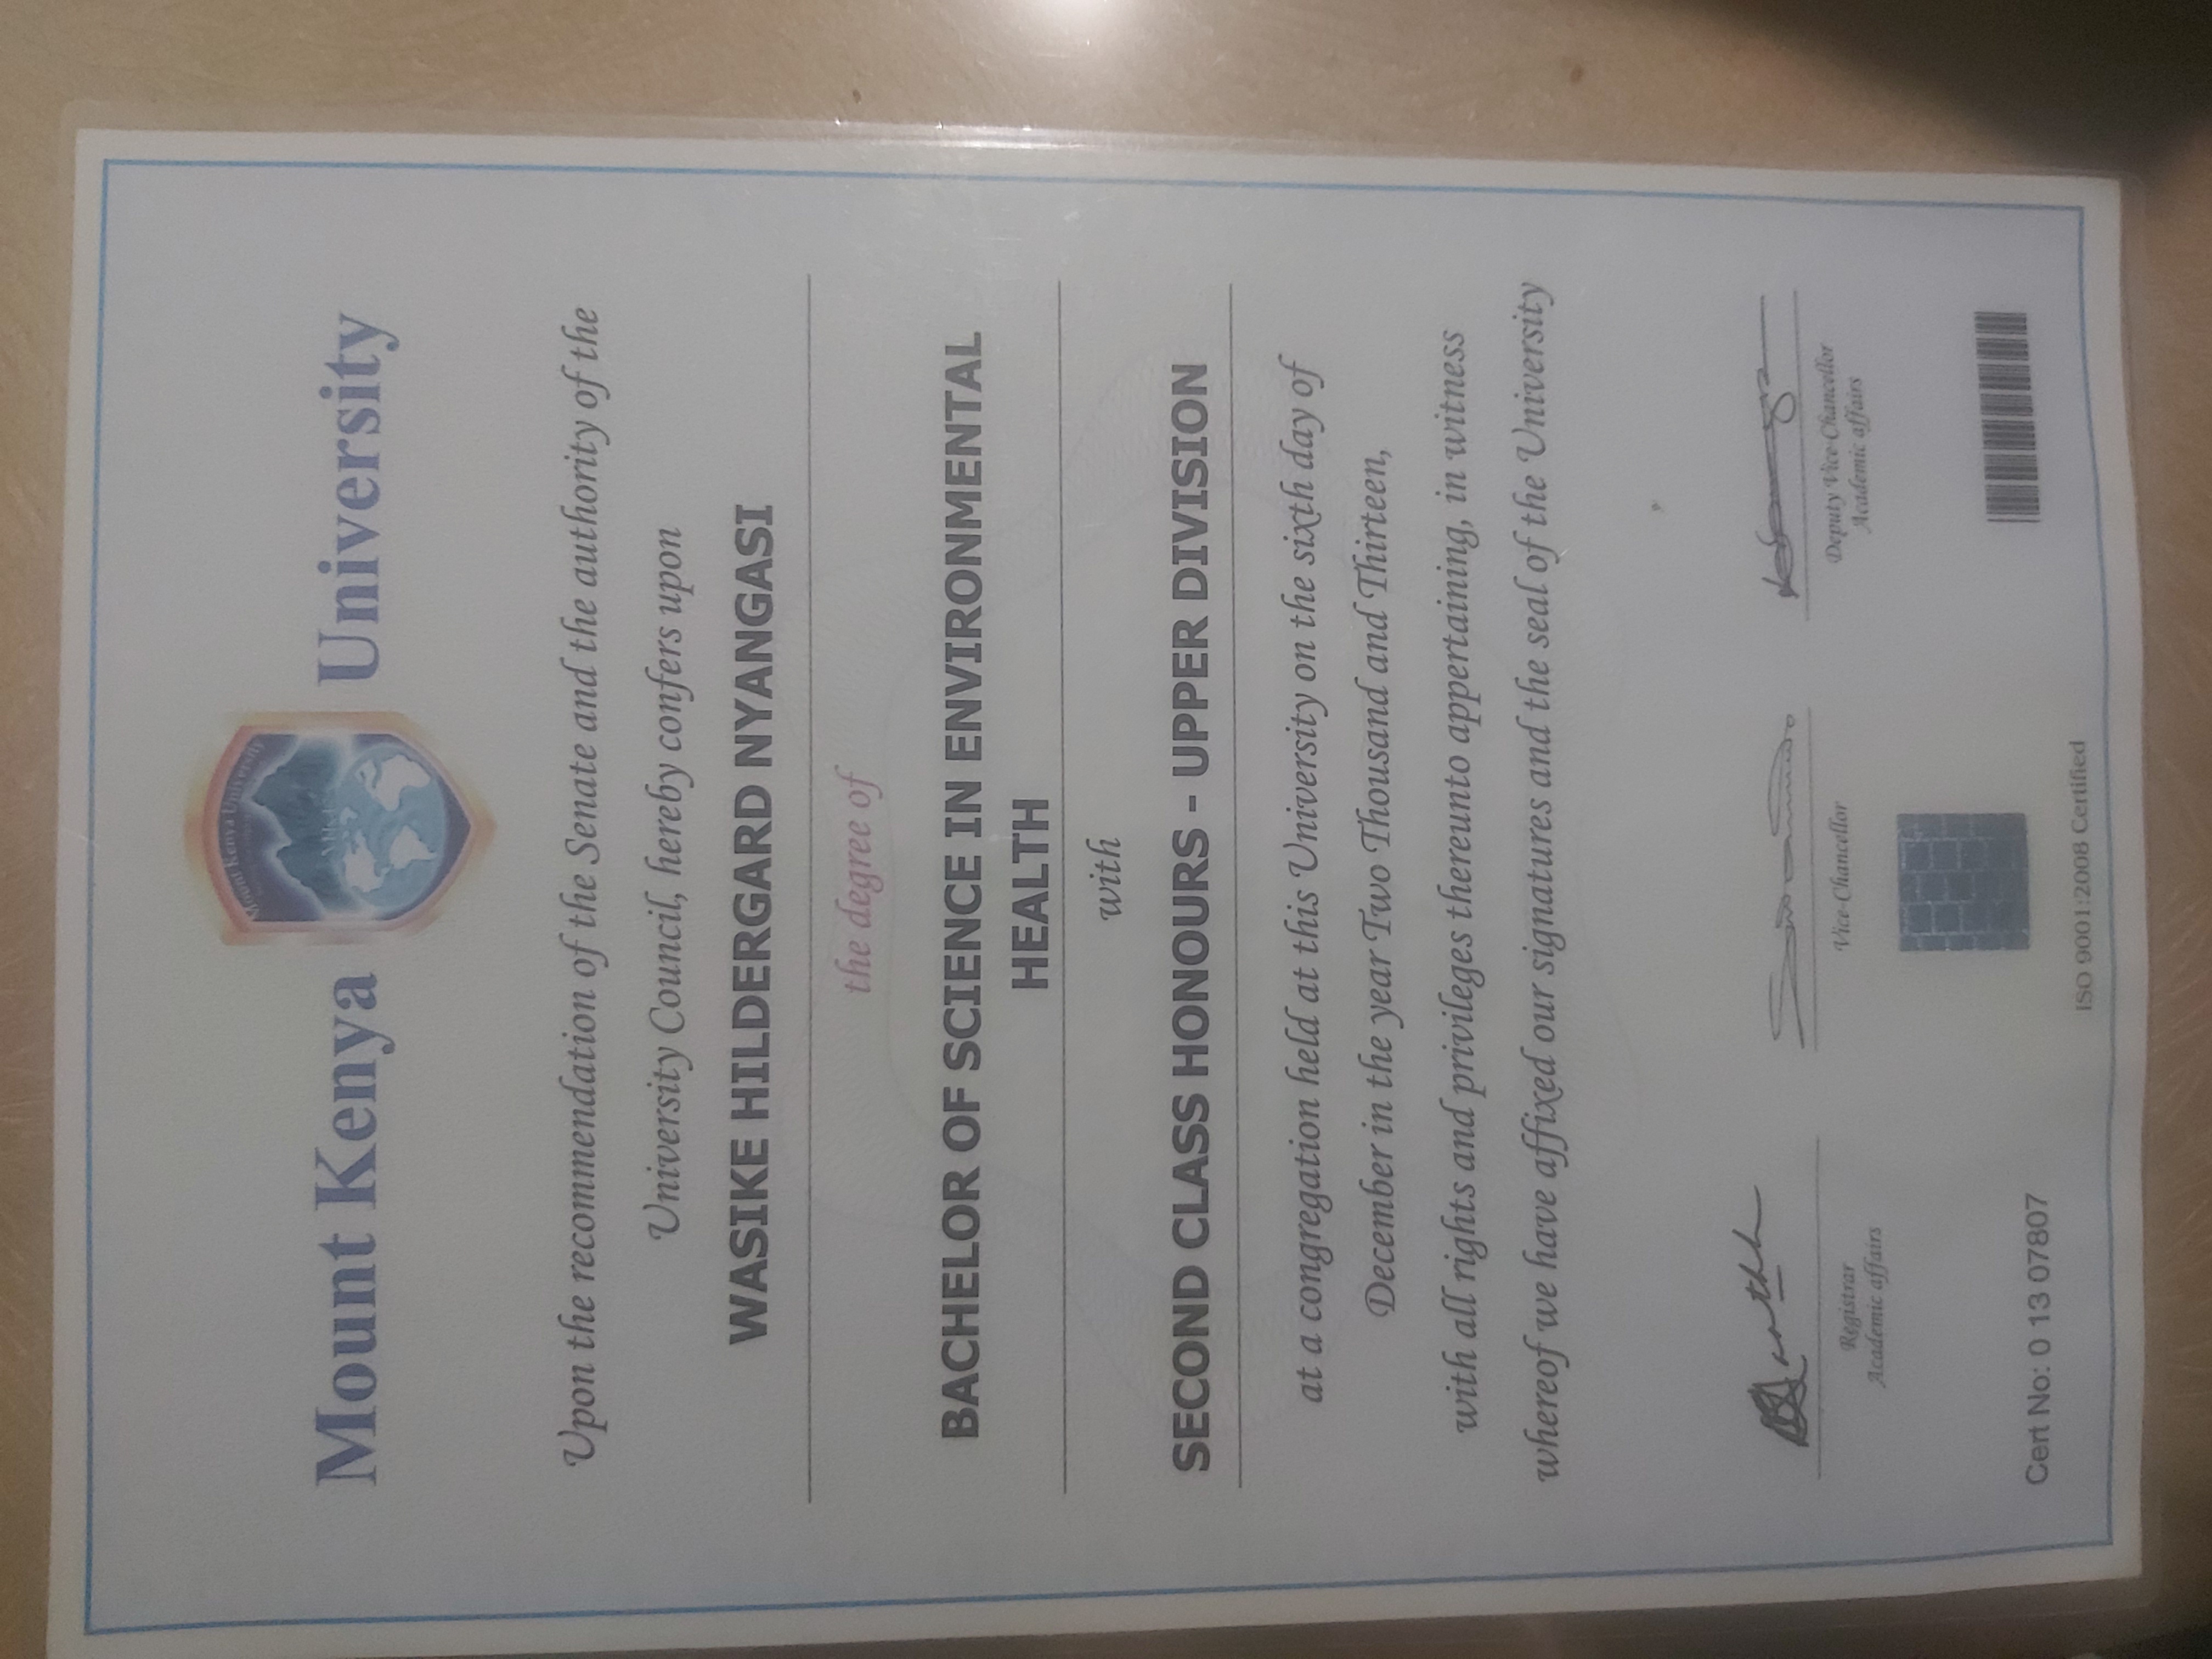 Mount Kenya University
Mount Kenya University
Upon the recommendation of the Senate and the authority of the
University Council, hereby confers upon
WASIKE HILDERGARD NYANGASI
the degree of
BACHELOR OF SCIENCE IN ENVIRONMENTAL
HEALTH
with
SECOND CLASS HONOURS - UPPER DIVISION
at a congregation held at this University on the sixth day of
December in the year Two Thousand and Thirteen,
with all rights and privileges thereunto appertaining, in witness
whereof we have affixed our signatures and the seal of the University
Registrar
Academic affairs
Vice-Chancellor
Deputy Vice-Chancellor
Academic affairs
Cert No: 0 13 07807
ISO 9001:2008 Certified